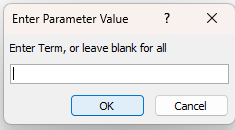 Enter Parameter Value ? ×
Enter Term, or leave blank for all
OK Cancel